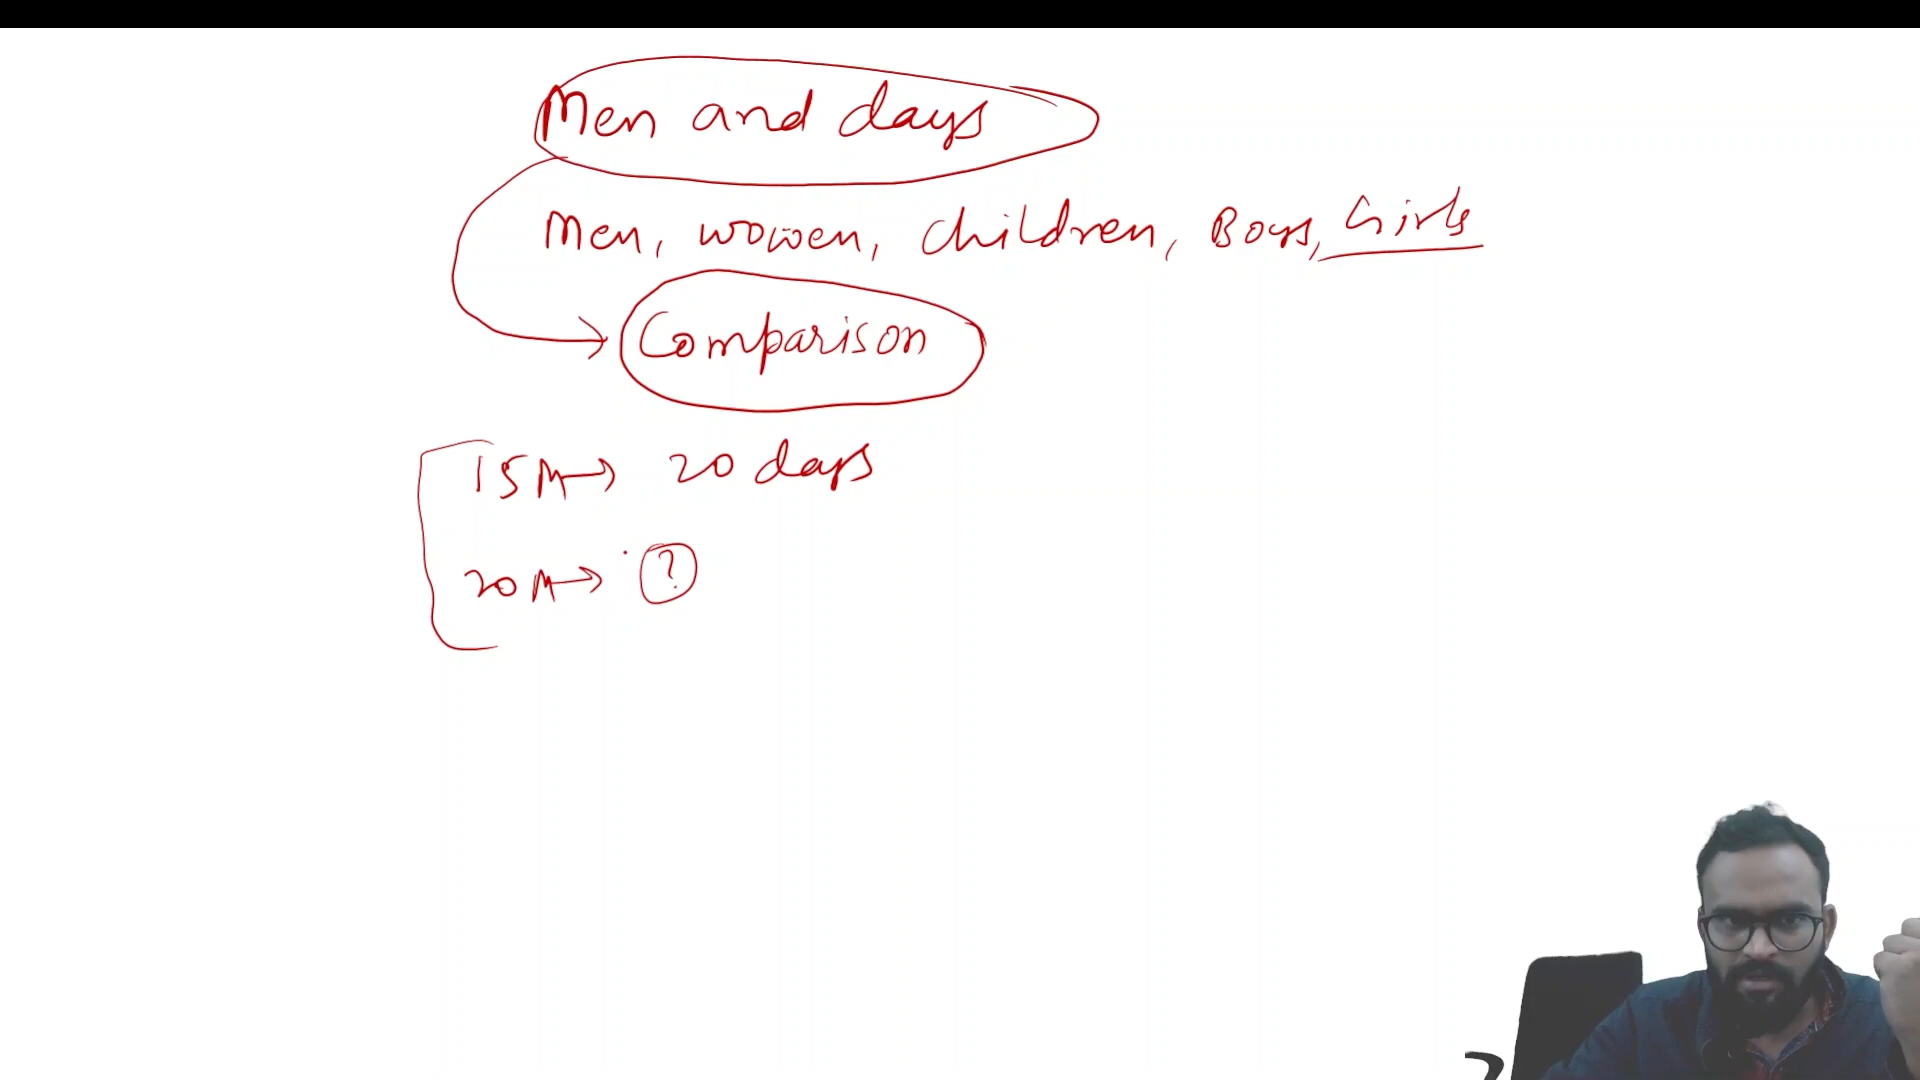 Men and days
Men, women, children, Boys, Girls
Comparison
15M → 20 days
20M → ?